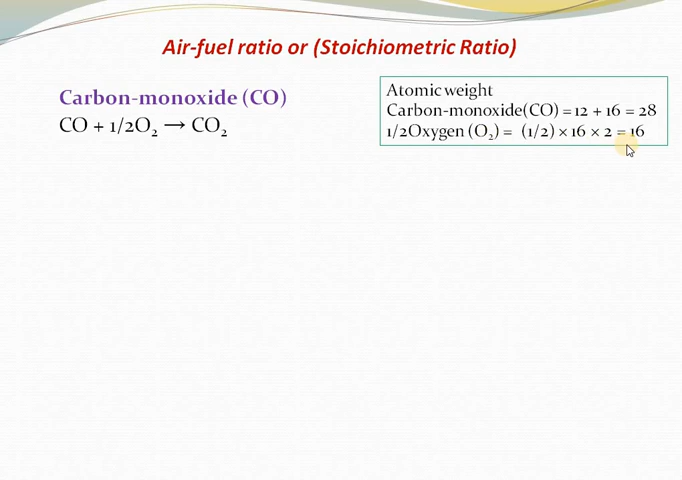 Air-fuel ratio or (Stoichiometric Ratio)
Carbon-monoxide (CO)
CO + 1/2O₂ → CO₂
Atomic weight
Carbon-monoxide(CO) = 12 + 16 = 28
1/2Oxygen (O₂) = (1/2) × 16 × 2 = 16